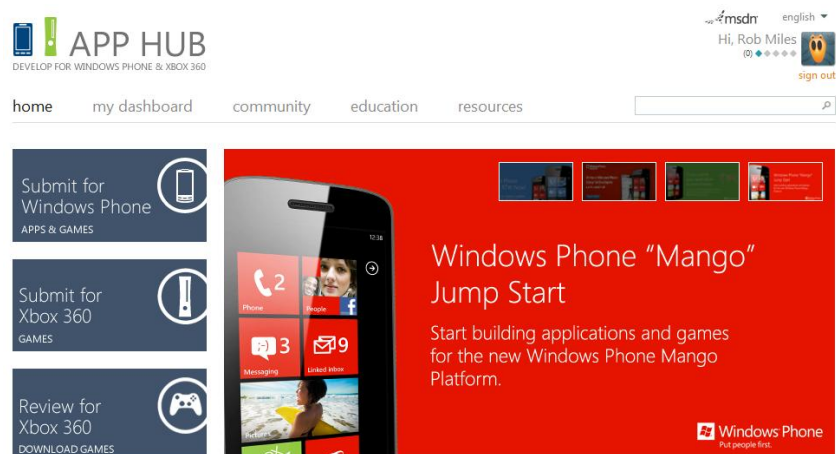 msdn
english
APP HUB
DEVELOP FOR WINDOWS PHONE & XBOX 360
Hi, Rob Miles
(0)
sign out
home my dashboard community education resources
Submit for
Windows Phone
APPS & GAMES
Submit for
Xbox 360
GAMES
Review for
Xbox 360
DOWNLOAD GAMES
12:38
2
Phone
People
f
:-) 3
Messaging
9
Linked inbox
Pictures
Windows Phone “Mango”
Jump Start
Start building applications and games
for the new Windows Phone Mango
Platform.
Windows Phone
Put people first.